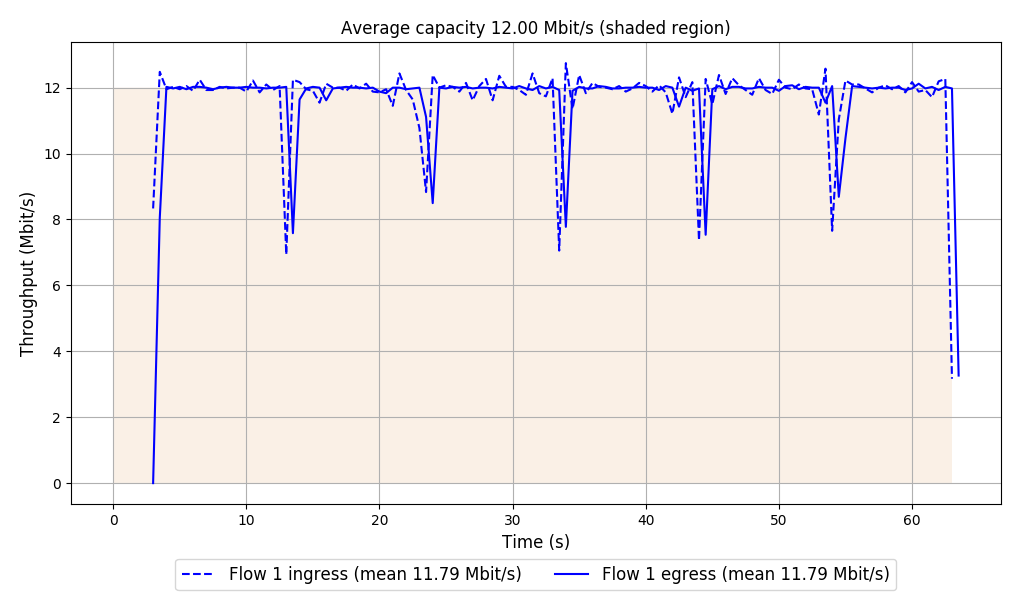 Average capacity 12.00 Mbit/s (shaded region)
Throughput (Mbit/s)
12
10
8
6
4
2
0
0 10 20 30 40 50 60
Time (s)
Flow 1 ingress (mean 11.79 Mbit/s) Flow 1 egress (mean 11.79 Mbit/s)